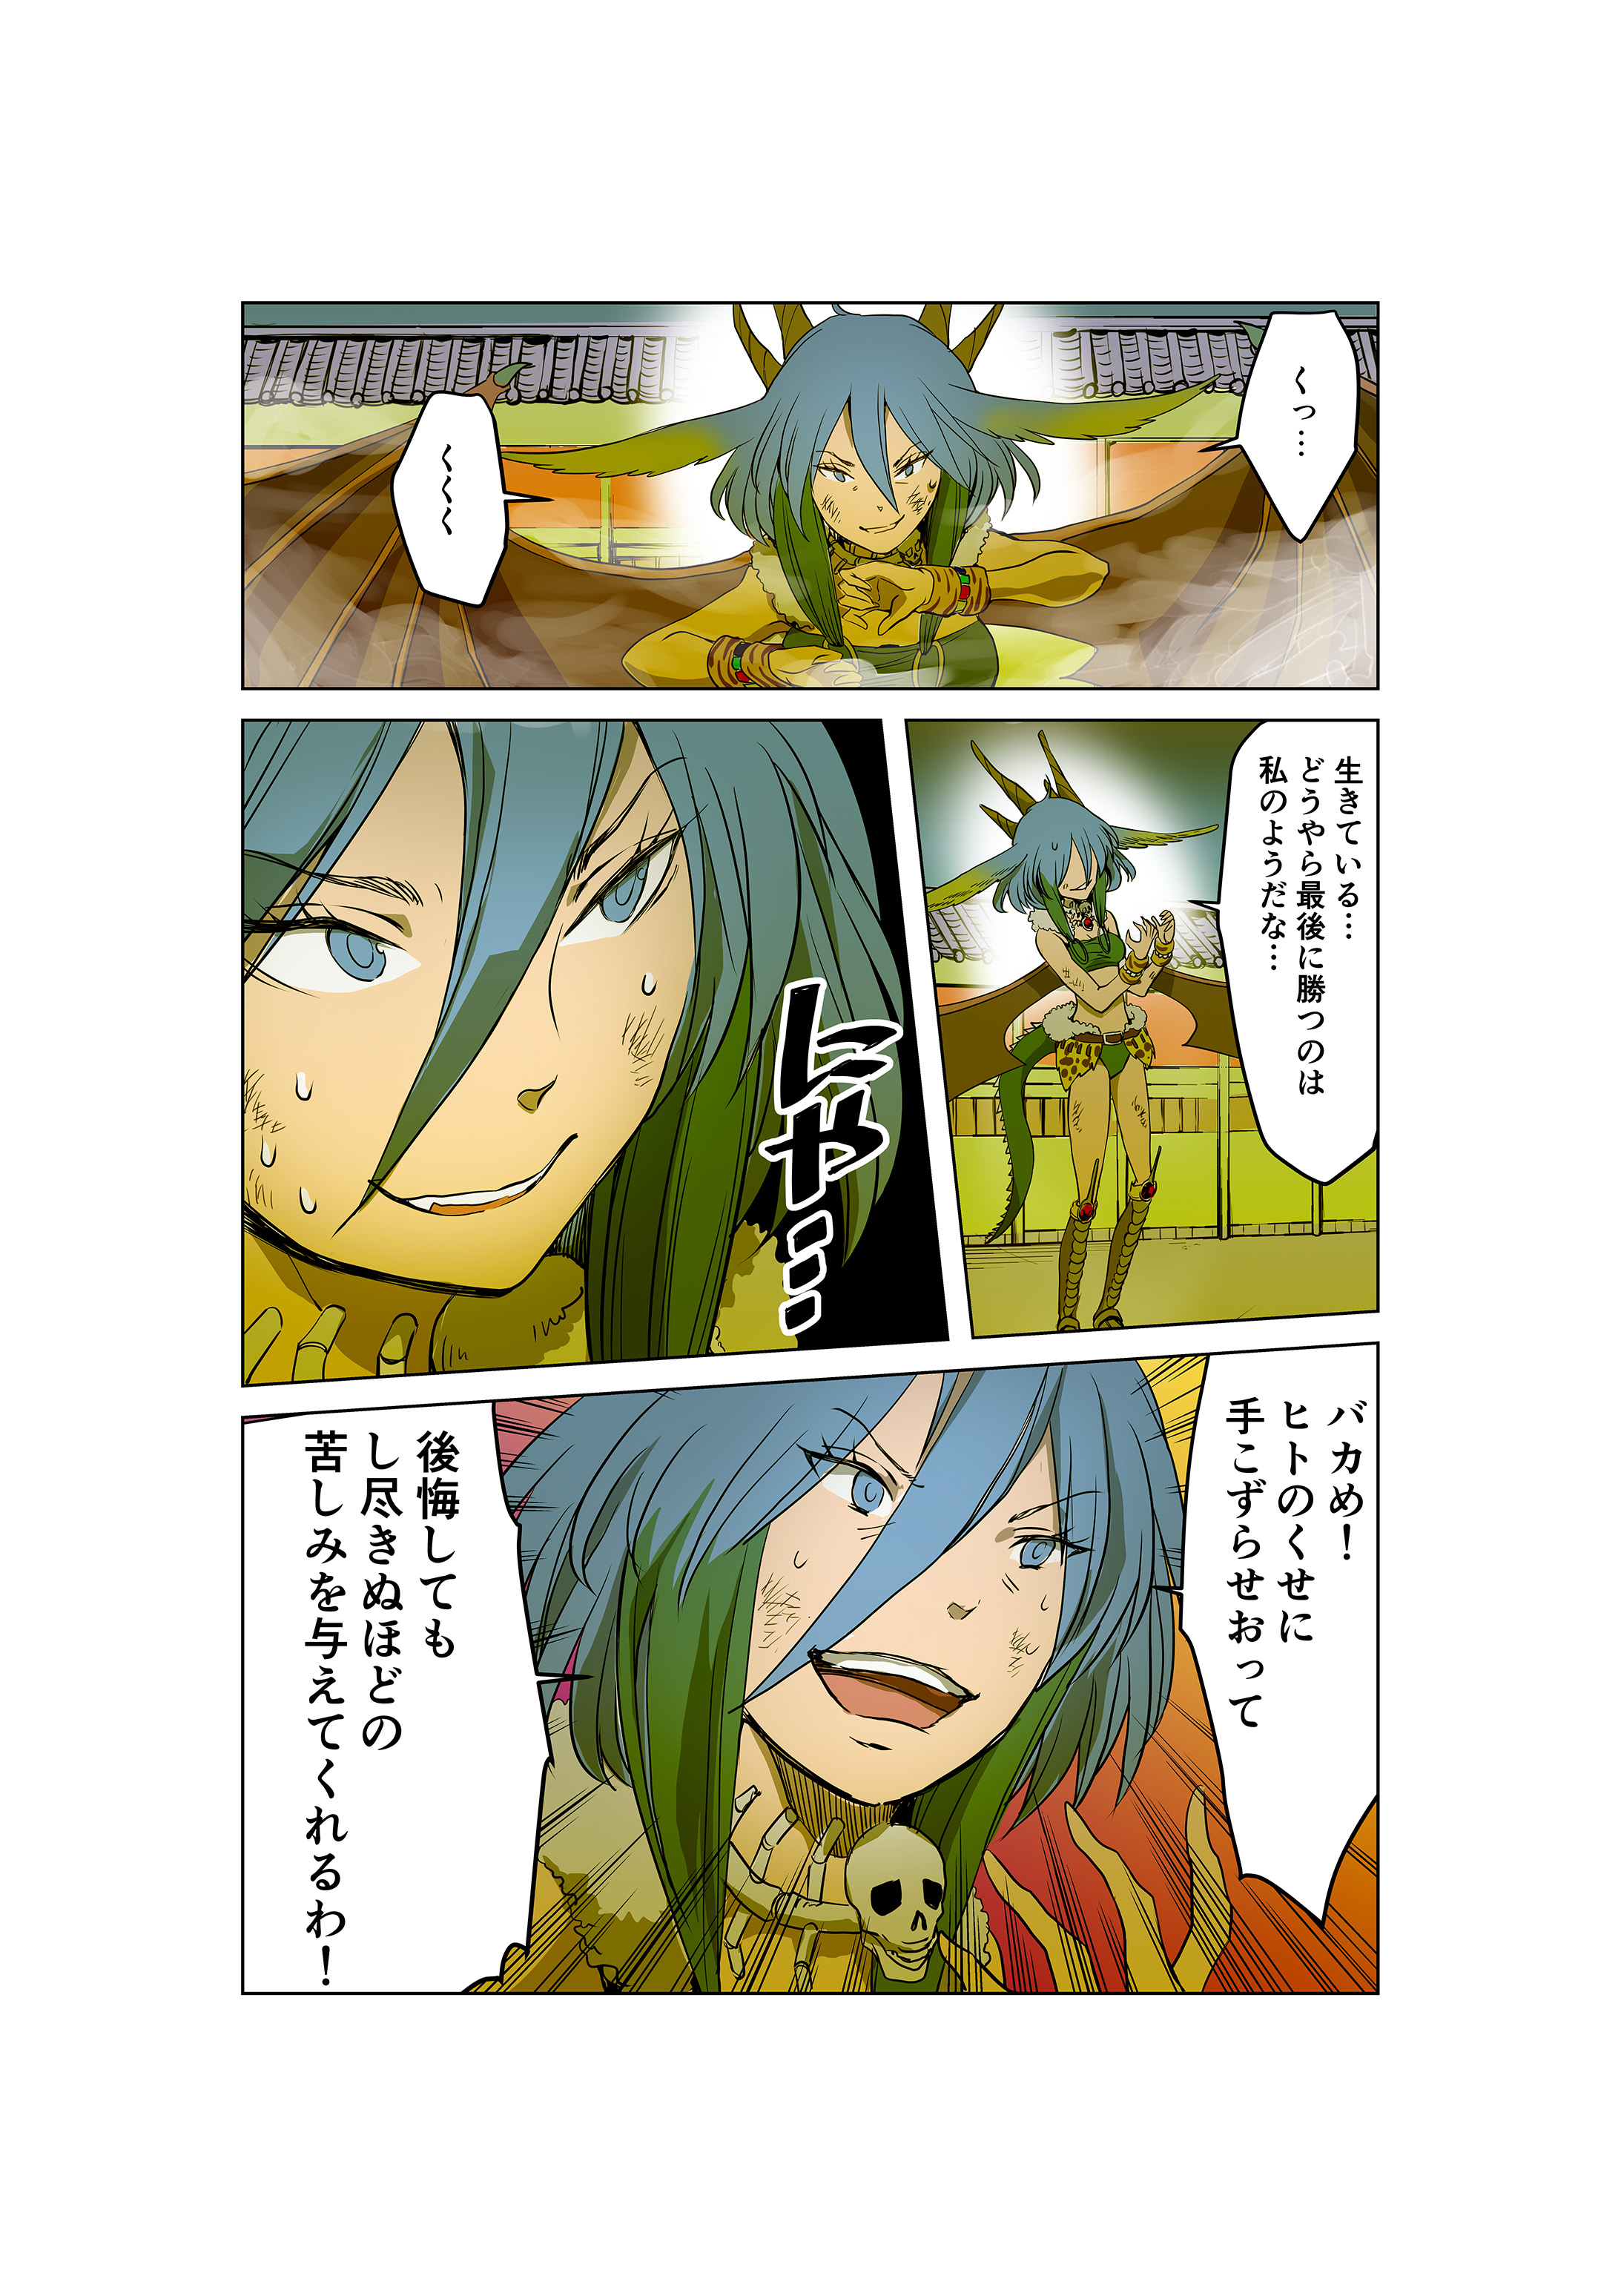 くっ…
くくく
生きている…
どうやら最後に勝つのは
私のようだな…
にや……
バカめ！
ヒトのくせに
手こずらせおって
後悔しても
し尽きぬほどの
苦しみを与えてくれるわ！